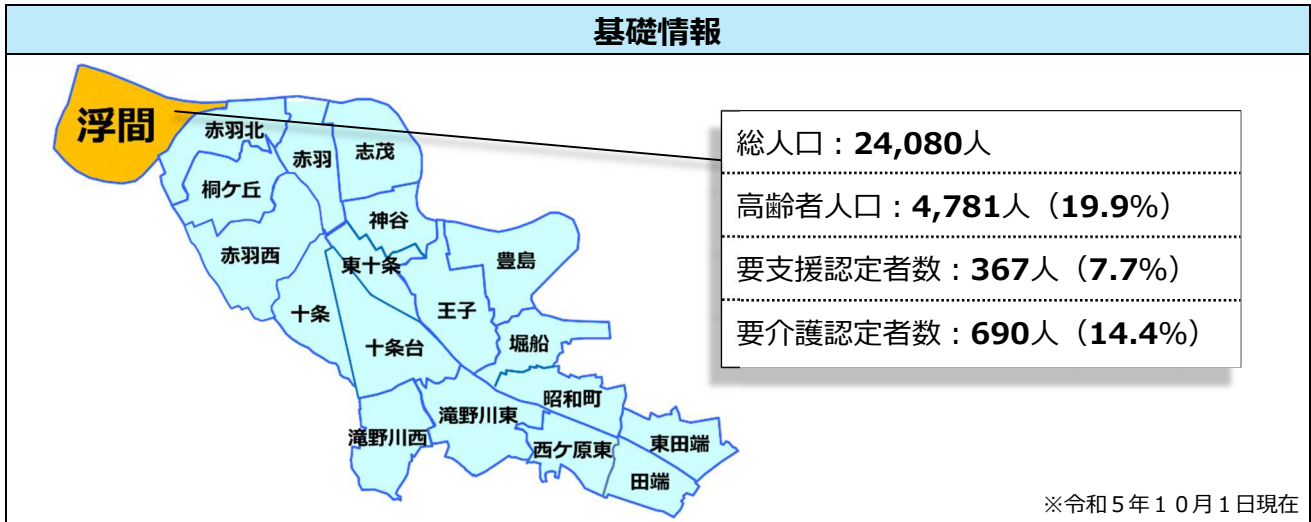 基礎情報
浮間
赤羽北
赤羽
志茂
桐ケ丘
神谷
赤羽西
東十条
豊島
十条
王子
十条台
堀船
昭和町
滝野川東
滝野川西
西ケ原東
東田端
田端
総人口：24,080人
高齢者人口：4,781人（19.9%）
要支援認定者数：367人（7.7%）
要介護認定者数：690人（14.4%）
※令和５年１０月１日現在